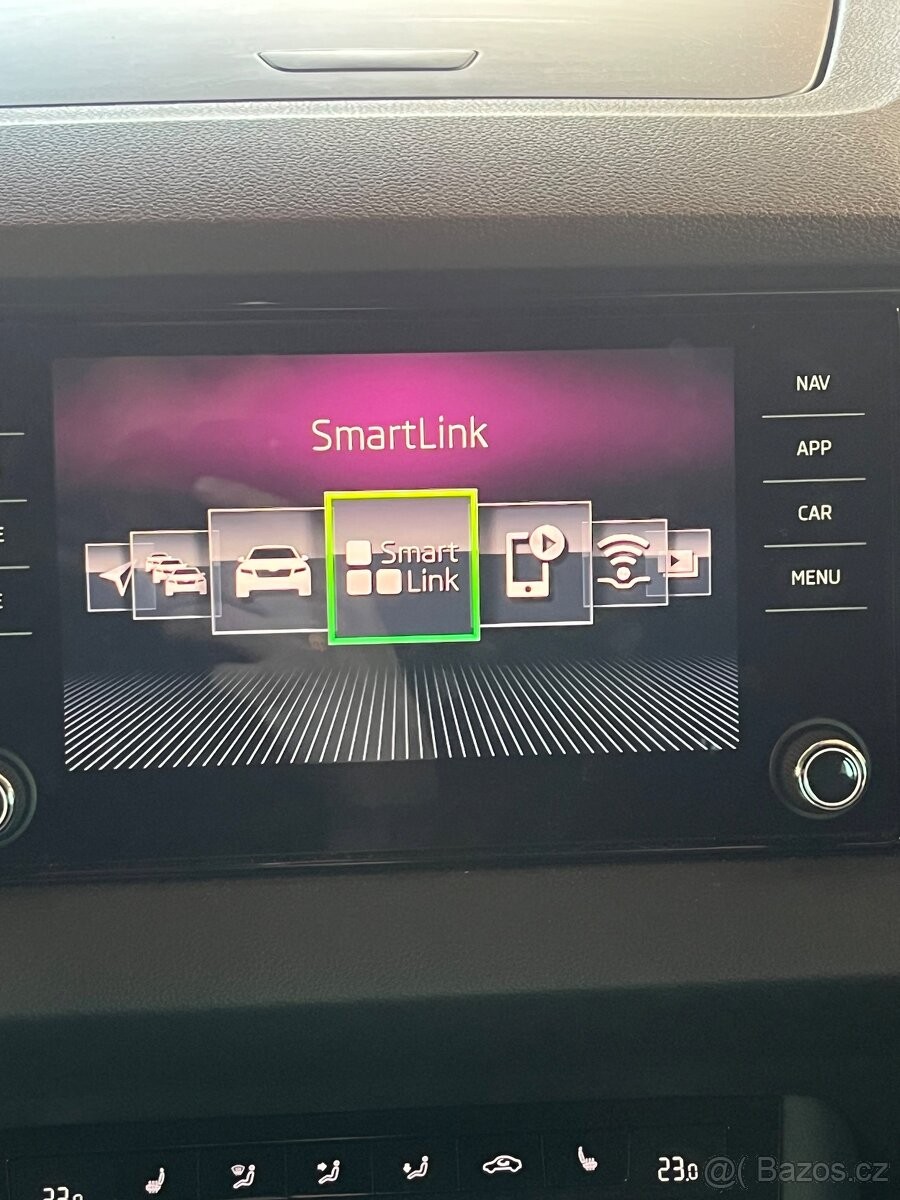 SmartLink
Smart
Link
NAV
APP
CAR
MENU
23.0
@( Bazos.cz